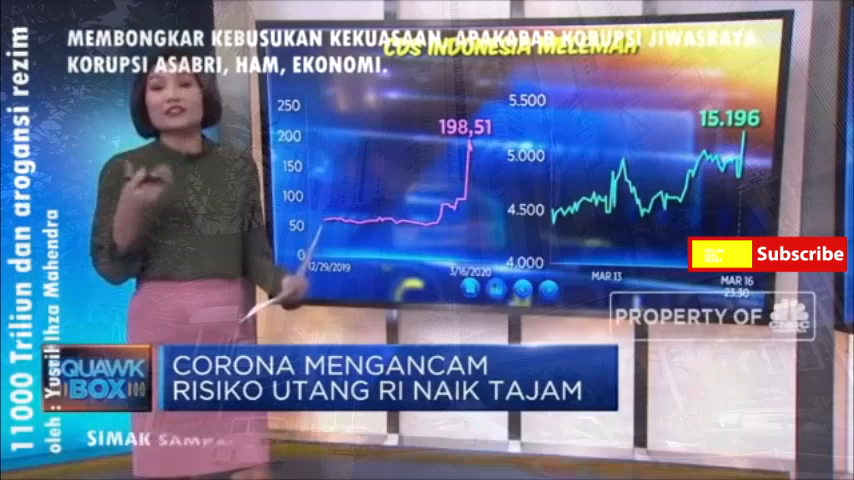 MEMBONGKAR KEBUSUKAN KEKUASAAN, APAKABAR KORUPSI JIWASRAYA
KORUPSI ASABRI, HAM, EKONOMI.
11000 Triliun dan arogansi rezim
oleh : Yusril Ihza Mahendra
CDS INDONESIA MELEMAH
250
200
150
100
50
0
198,51
12/29/2019
3/16/2020
5.500
5.000
4.500
4.000
15.196
MAR 13
MAR 16
23:30
Subscribe
PROPERTY OF CNBC
SQUAWK
BOX
CORONA MENGANCAM
RISIKO UTANG RI NAIK TAJAM
SIMAK